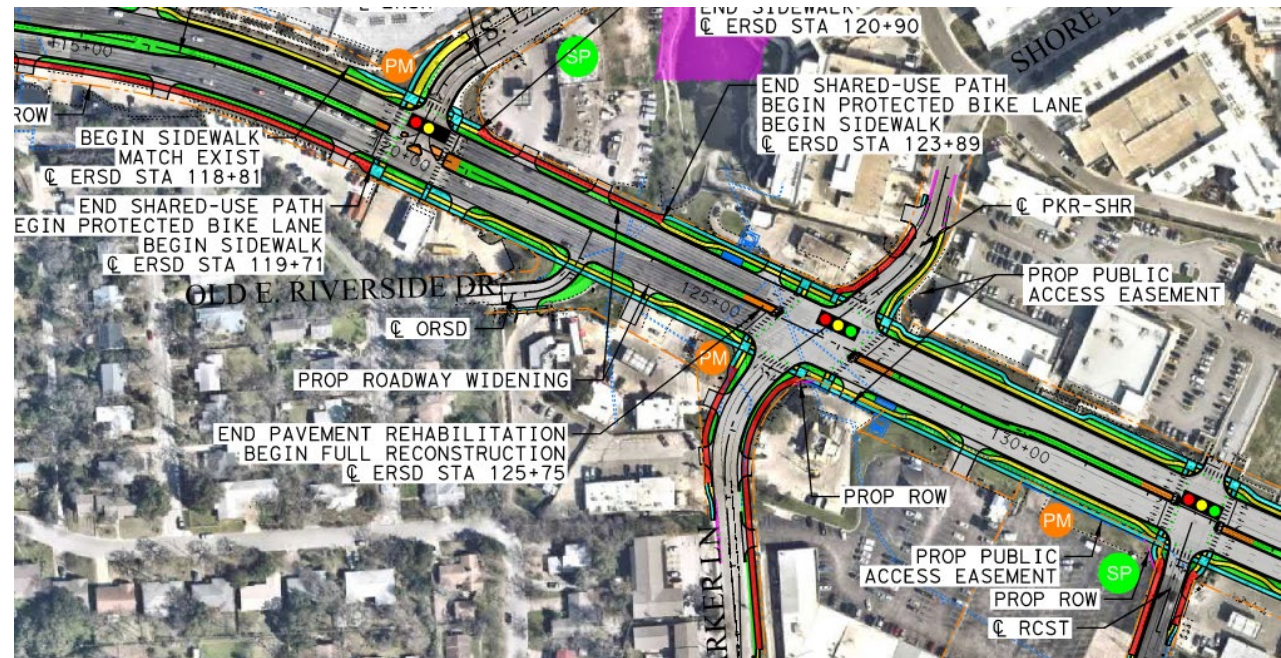 END SIDEWALK
℄ ERSD STA 120+90
SHORE
PM
SP
115+00
ROW
BEGIN SIDEWALK
MATCH EXIST
℄ ERSD STA 118+81
END SHARED-USE PATH
BEGIN PROTECTED BIKE LANE
BEGIN SIDEWALK
℄ ERSD STA 123+89
END SHARED-USE PATH
EGIN PROTECTED BIKE LANE
BEGIN SIDEWALK
℄ ERSD STA 119+71
℄ PKR-SHR
PROP PUBLIC
ACCESS EASEMENT
OLD E. RIVERSIDE DR
℄ ORSD
125+00
PM
PROP ROADWAY WIDENING
END PAVEMENT REHABILITATION
BEGIN FULL RECONSTRUCTION
℄ ERSD STA 125+75
130+00
PROP ROW
PM
PROP PUBLIC
ACCESS EASEMENT
SP
PROP ROW
℄ RCST
RKER LN